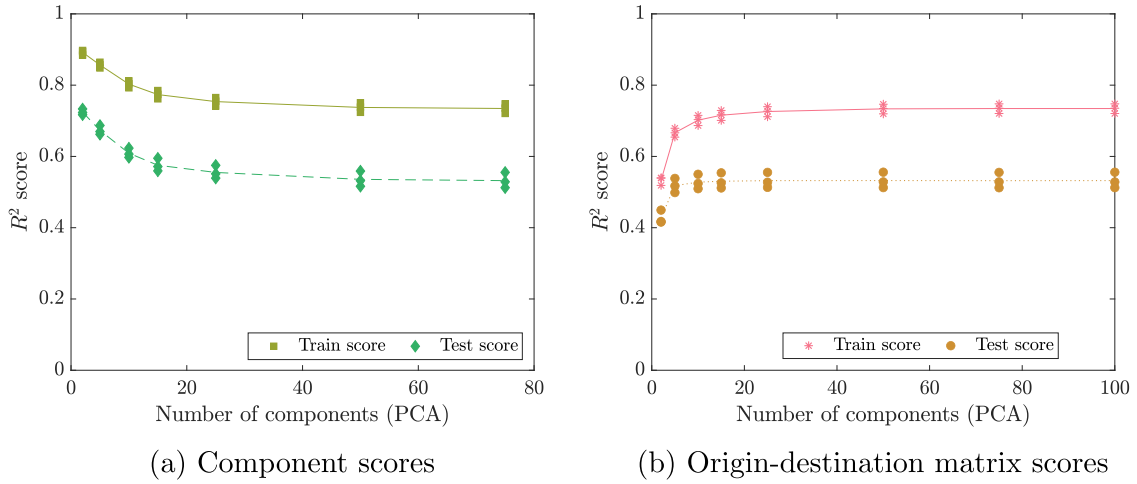 1
0.8
0.6
0.4
0.2
0
R² score
0 20 40 60 80
Number of components (PCA)
Train score Test score
(a) Component scores
1
0.8
0.6
0.4
0.2
0
R² score
0 20 40 60 80 100
Number of components (PCA)
Train score Test score
(b) Origin-destination matrix scores